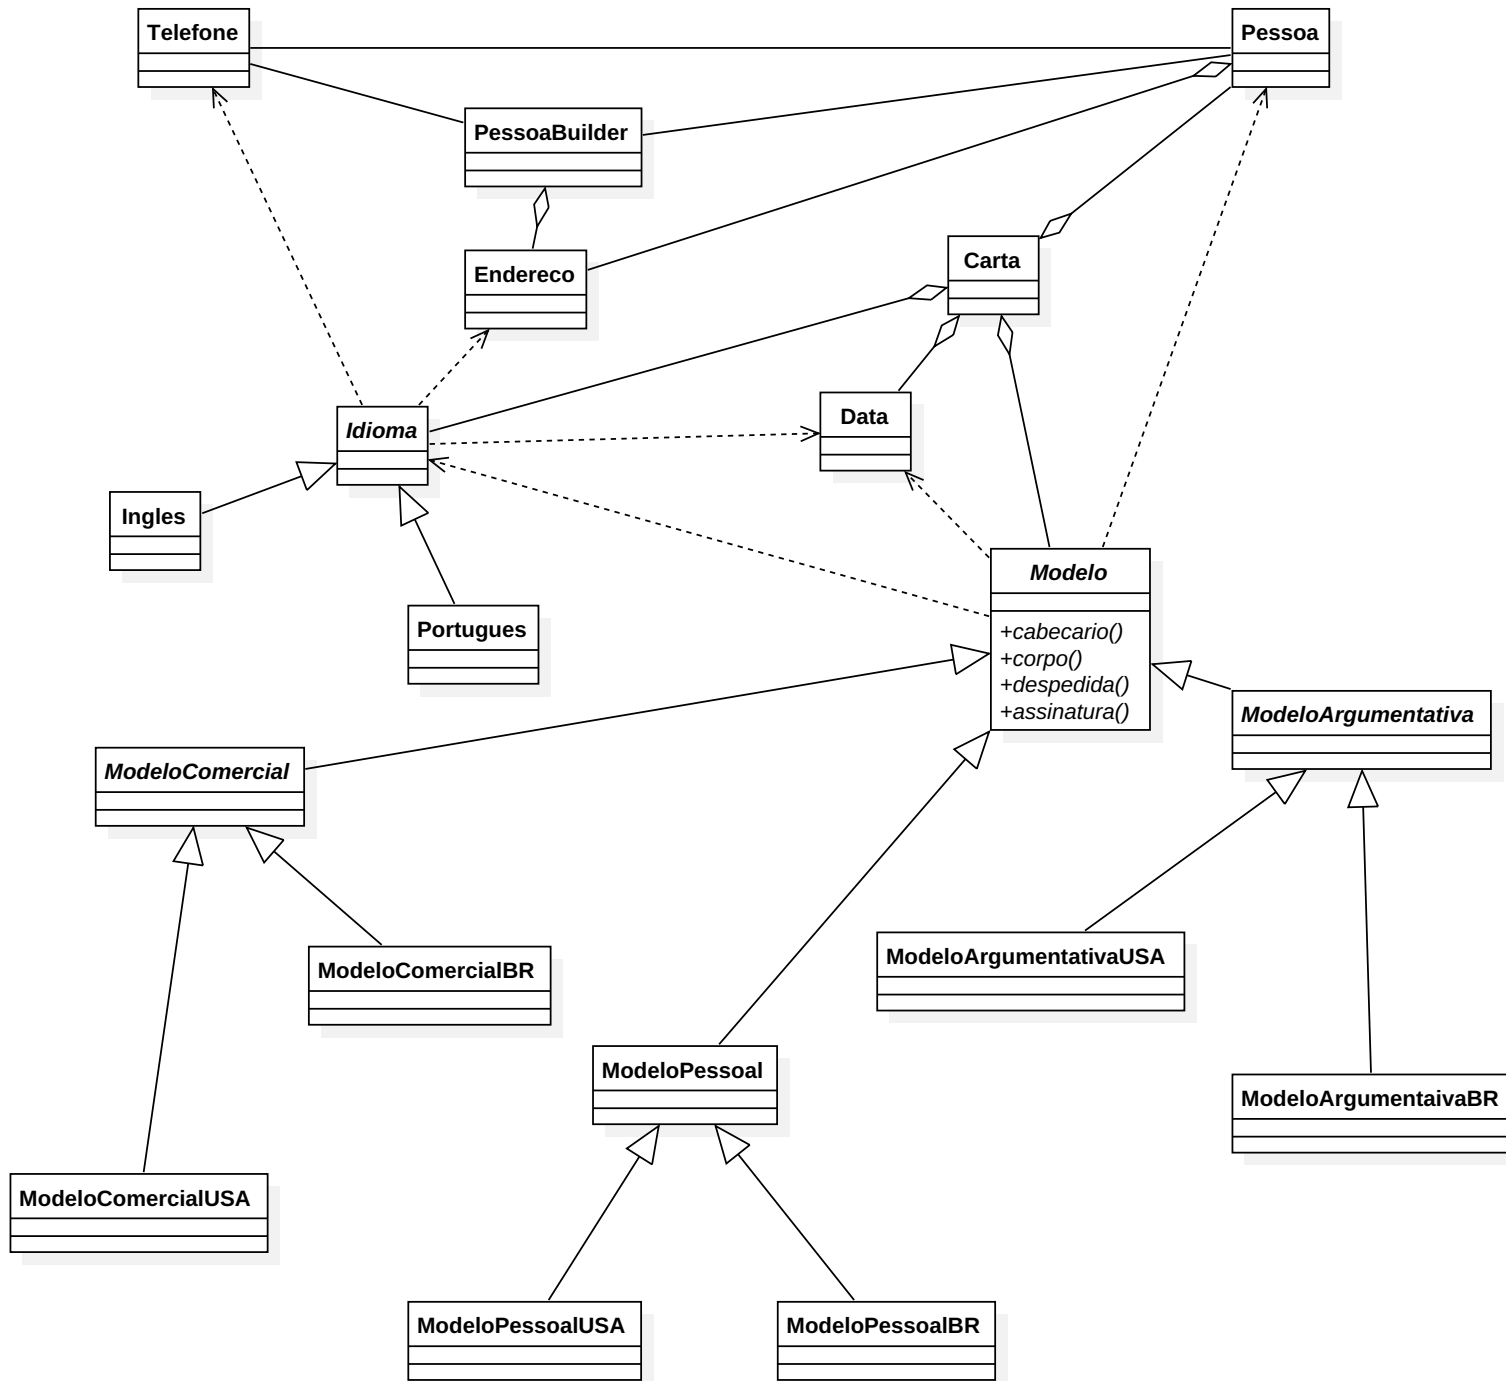 Telefone
Pessoa
PessoaBuilder
Carta
Endereco
Data
Idioma
Ingles
Modelo
Portugues
+cabecario()
+corpo()
+despedida()
+assinatura()
ModeloArgumentativa
ModeloComercial
ModeloArgumentativaUSA
ModeloComercialBR
ModeloPessoal
ModeloArgumentaivaBR
ModeloComercialUSA
ModeloPessoalUSA
ModeloPessoalBR